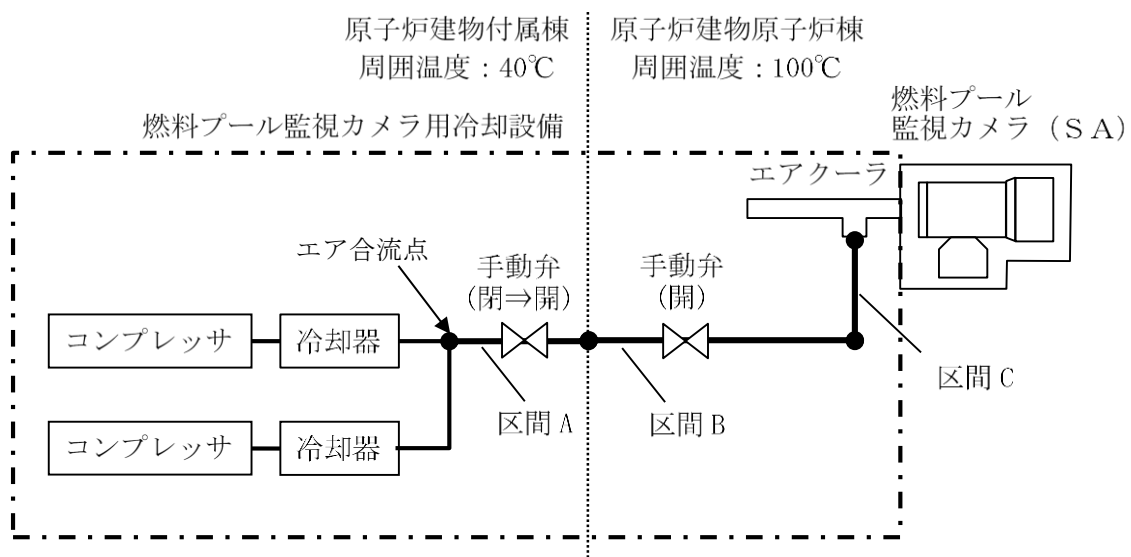 原子炉建物付属棟
周囲温度：40℃
原子炉建物原子炉棟
周囲温度：100℃
燃料プール監視カメラ用冷却設備
燃料プール
監視カメラ（ＳＡ）
エアクーラ
エア合流点
手動弁
(閉⇒開)
手動弁
(開)
コンプレッサ
冷却器
区間 A
区間 B
区間 C
コンプレッサ
冷却器